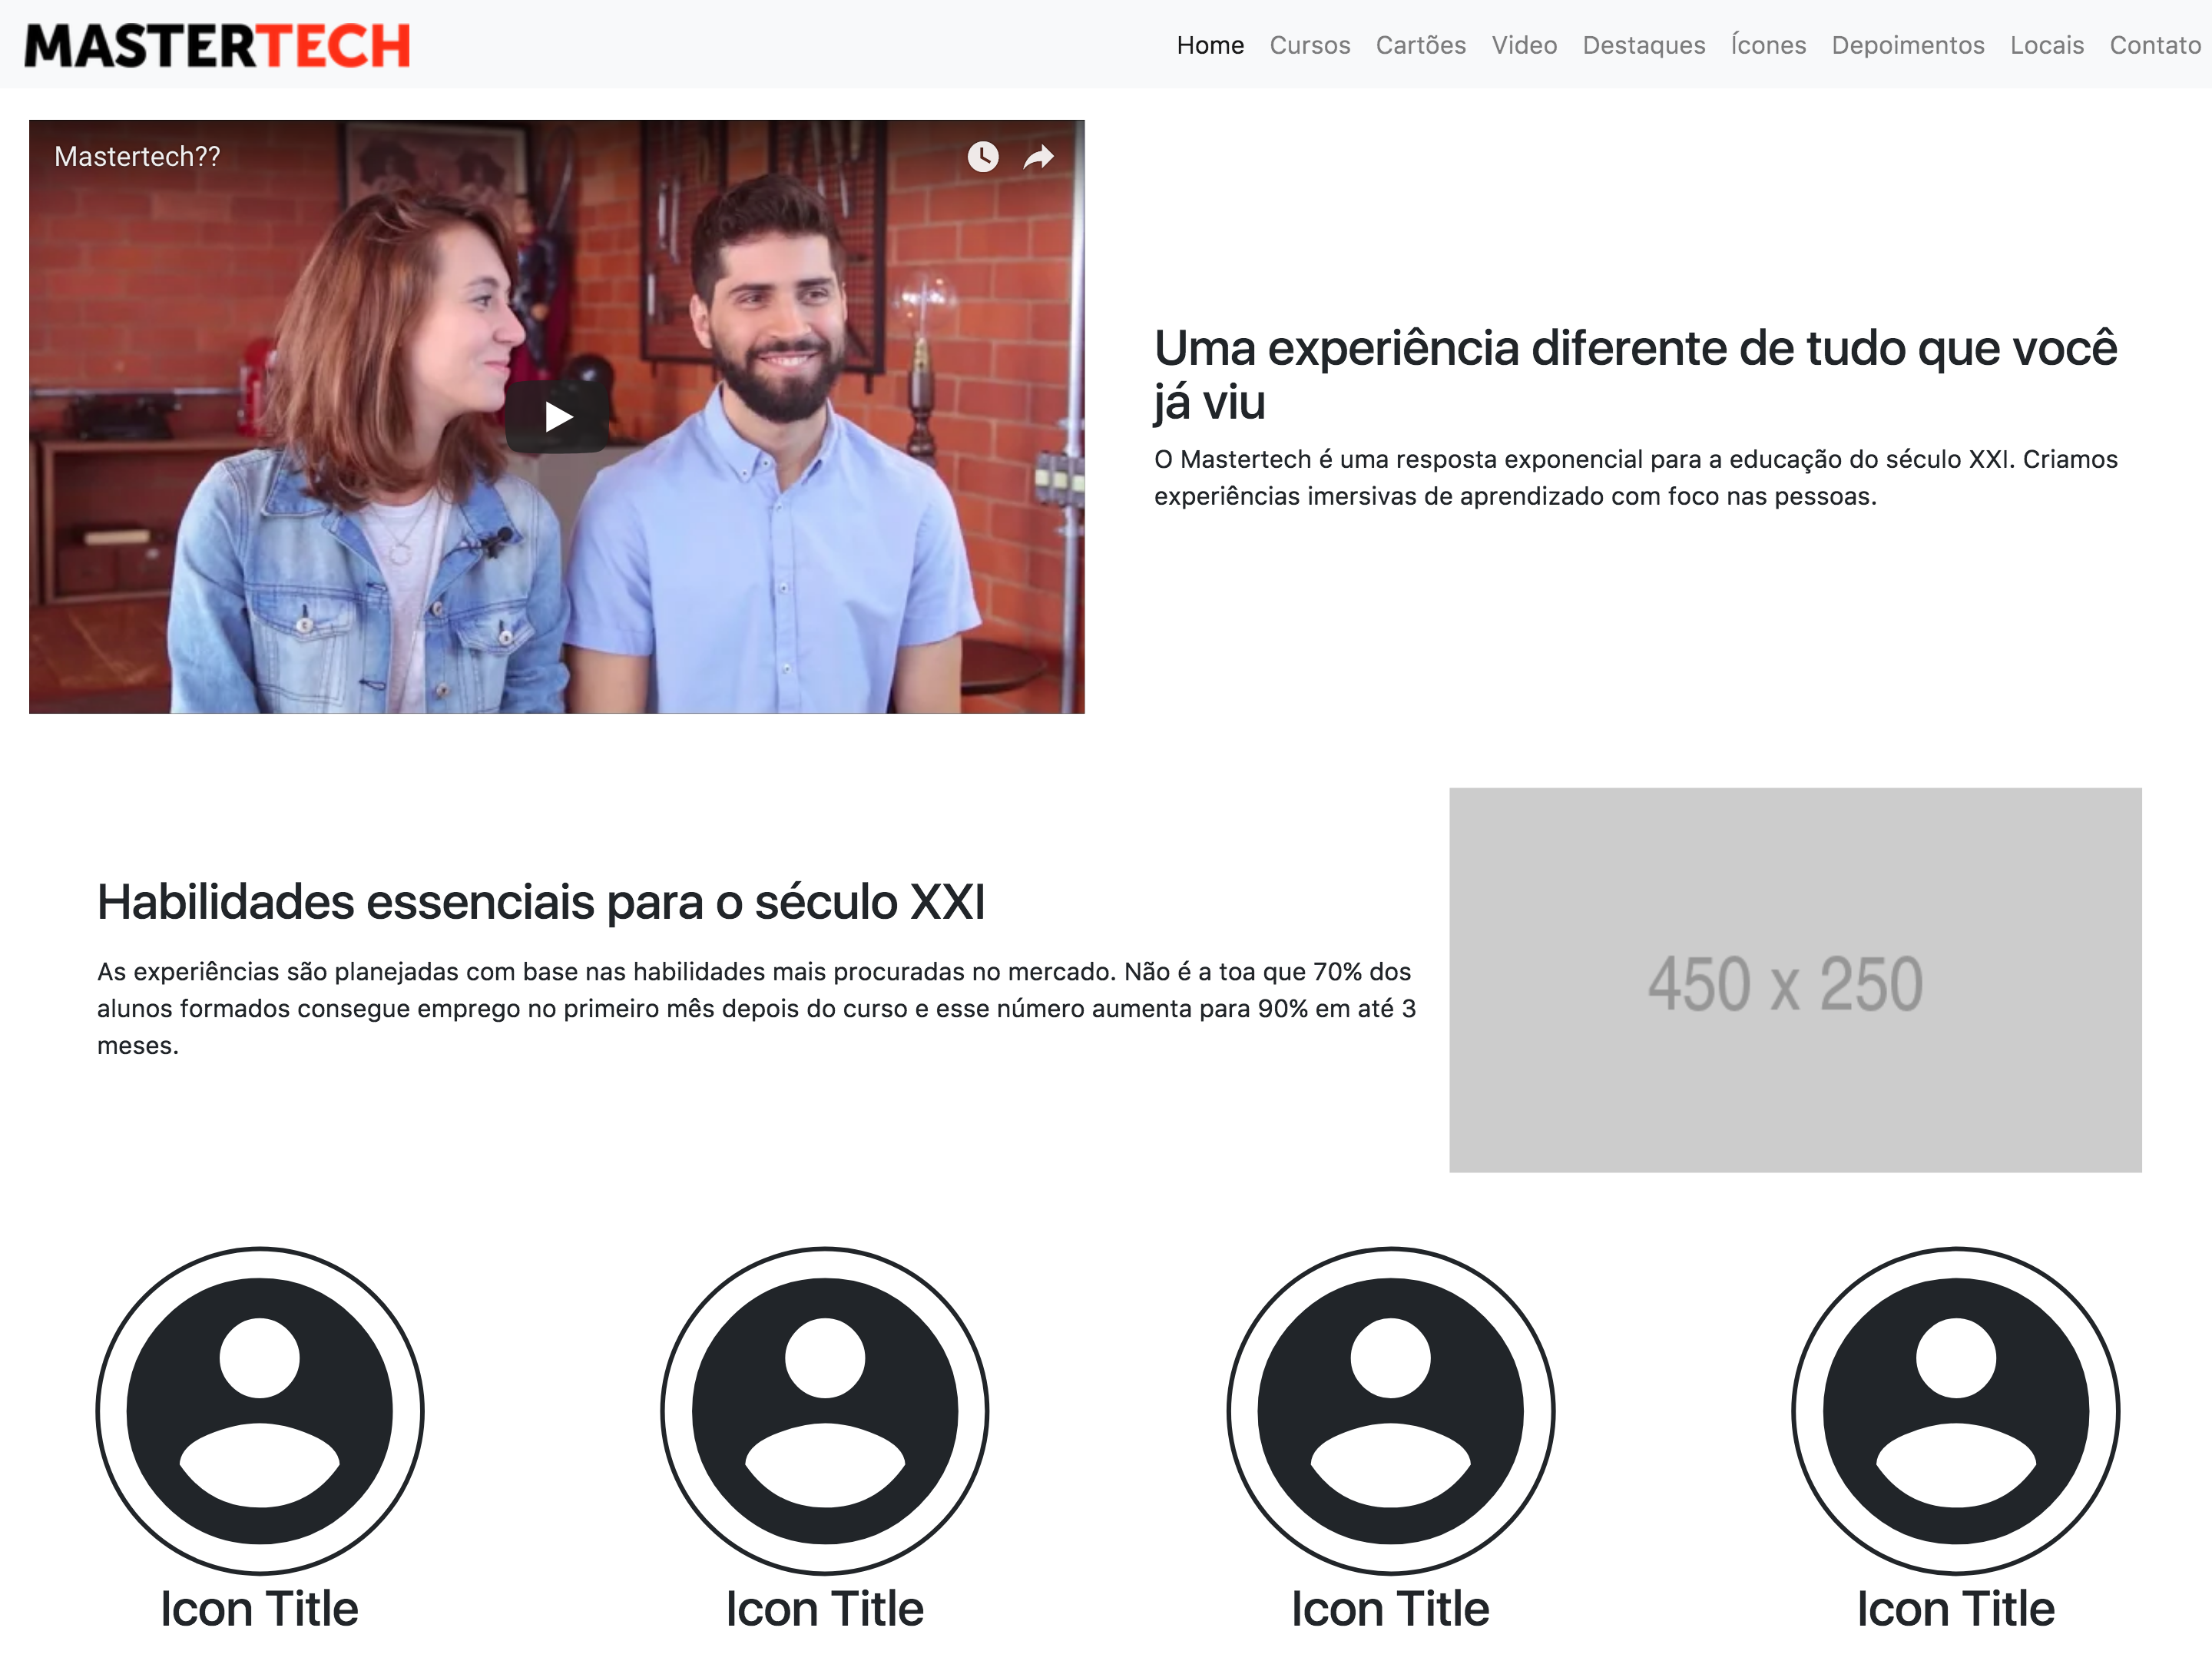 MASTERTECH
Home Cursos Cartões Video Destaques Ícones Depoimentos Locais Contato
Mastertech??
Uma experiência diferente de tudo que você
já viu
O Mastertech é uma resposta exponencial para a educação do século XXI. Criamos
experiências imersivas de aprendizado com foco nas pessoas.
Habilidades essenciais para o século XXI
As experiências são planejadas com base nas habilidades mais procuradas no mercado. Não é a toa que 70% dos
alunos formados consegue emprego no primeiro mês depois do curso e esse número aumenta para 90% em até 3
meses.
450 x 250
Icon Title
Icon Title
Icon Title
Icon Title